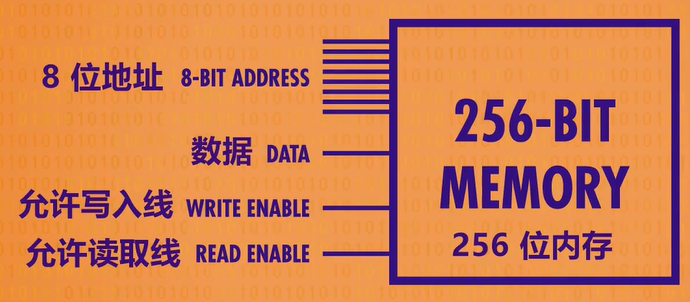 8 位地址 8-BIT ADDRESS
数据 DATA
允许写入线 WRITE ENABLE
允许读取线 READ ENABLE
256-BIT
MEMORY
256 位内存